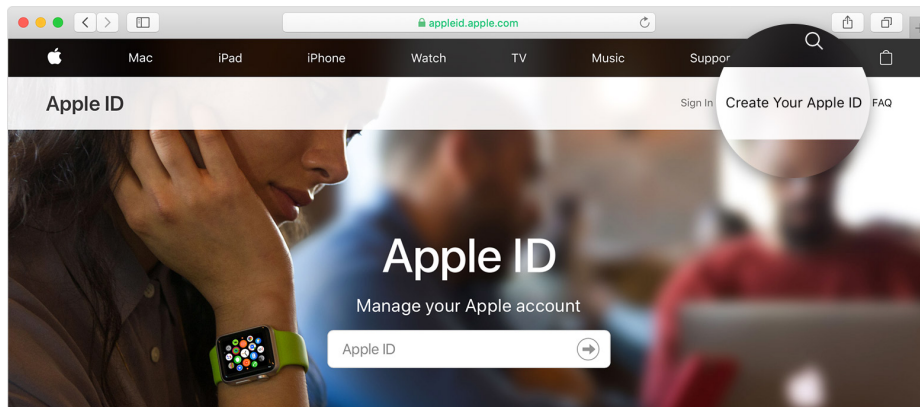 appleid.apple.com
Mac iPad iPhone Watch TV Music Suppor
Apple ID
Sign In Create Your Apple ID FAQ
Apple ID
Manage your Apple account
Apple ID